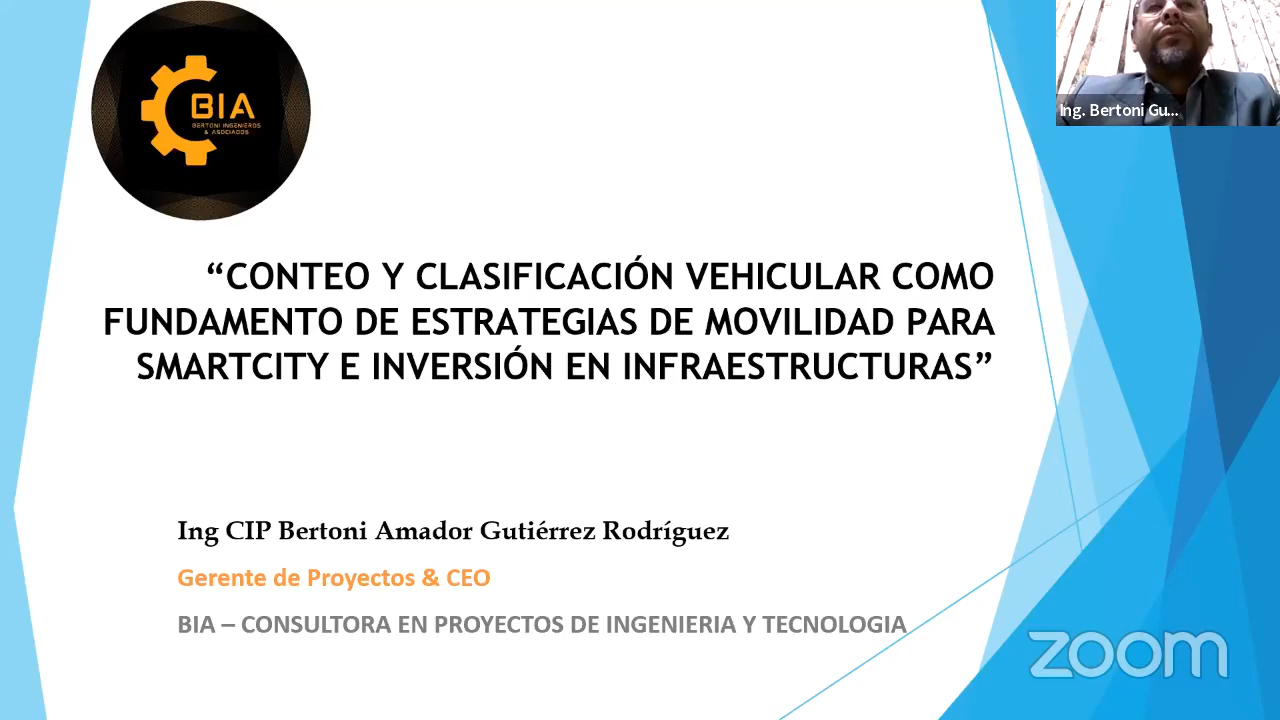 BIA
BERTONI INGENIEROS
& ASOCIADOS
Ing. Bertoni Gu...
“CONTEO Y CLASIFICACIÓN VEHICULAR COMO
FUNDAMENTO DE ESTRATEGIAS DE MOVILIDAD PARA
SMARTCITY E INVERSIÓN EN INFRAESTRUCTURAS”
Ing CIP Bertoni Amador Gutiérrez Rodríguez
Gerente de Proyectos & CEO
BIA – CONSULTORA EN PROYECTOS DE INGENIERIA Y TECNOLOGIA
zoom